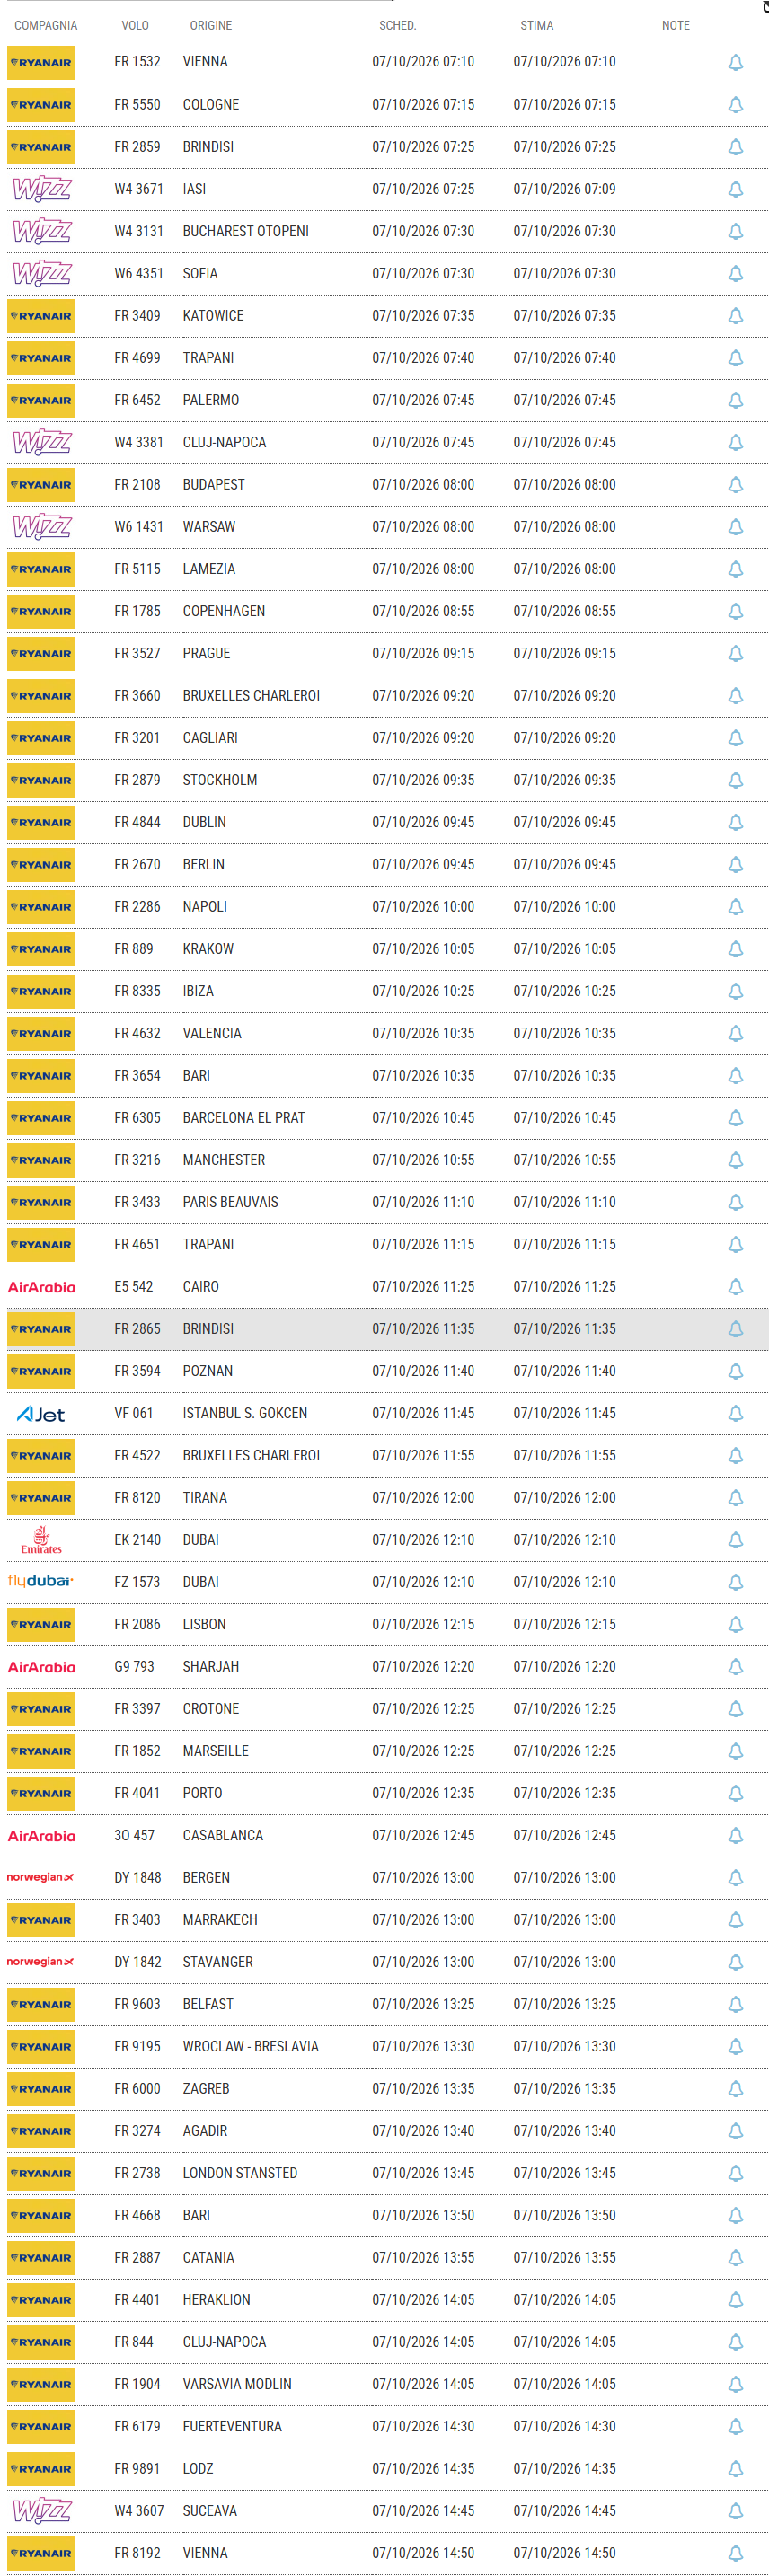 COMPAGNIA VOLO ORIGINE SCHED. STIMA NOTE
RYANAIR FR 1532 VIENNA 07/10/2026 07:10 07/10/2026 07:10
RYANAIR FR 5550 COLOGNE 07/10/2026 07:15 07/10/2026 07:15
RYANAIR FR 2859 BRINDISI 07/10/2026 07:25 07/10/2026 07:25
WIZZ W4 3671 IASI 07/10/2026 07:25 07/10/2026 07:09
WIZZ W4 3131 BUCHAREST OTOPENI 07/10/2026 07:30 07/10/2026 07:30
WIZZ W6 4351 SOFIA 07/10/2026 07:30 07/10/2026 07:30
RYANAIR FR 3409 KATOWICE 07/10/2026 07:35 07/10/2026 07:35
RYANAIR FR 4699 TRAPANI 07/10/2026 07:40 07/10/2026 07:40
RYANAIR FR 6452 PALERMO 07/10/2026 07:45 07/10/2026 07:45
WIZZ W4 3381 CLUJ-NAPOCA 07/10/2026 07:45 07/10/2026 07:45
RYANAIR FR 2108 BUDAPEST 07/10/2026 08:00 07/10/2026 08:00
WIZZ W6 1431 WARSAW 07/10/2026 08:00 07/10/2026 08:00
RYANAIR FR 5115 LAMEZIA 07/10/2026 08:00 07/10/2026 08:00
RYANAIR FR 1785 COPENHAGEN 07/10/2026 08:55 07/10/2026 08:55
RYANAIR FR 3527 PRAGUE 07/10/2026 09:15 07/10/2026 09:15
RYANAIR FR 3660 BRUXELLES CHARLEROI 07/10/2026 09:20 07/10/2026 09:20
RYANAIR FR 3201 CAGLIARI 07/10/2026 09:20 07/10/2026 09:20
RYANAIR FR 2879 STOCKHOLM 07/10/2026 09:35 07/10/2026 09:35
RYANAIR FR 4844 DUBLIN 07/10/2026 09:45 07/10/2026 09:45
RYANAIR FR 2670 BERLIN 07/10/2026 09:45 07/10/2026 09:45
RYANAIR FR 2286 NAPOLI 07/10/2026 10:00 07/10/2026 10:00
RYANAIR FR 889 KRAKOW 07/10/2026 10:05 07/10/2026 10:05
RYANAIR FR 8335 IBIZA 07/10/2026 10:25 07/10/2026 10:25
RYANAIR FR 4632 VALENCIA 07/10/2026 10:35 07/10/2026 10:35
RYANAIR FR 3654 BARI 07/10/2026 10:35 07/10/2026 10:35
RYANAIR FR 6305 BARCELONA EL PRAT 07/10/2026 10:45 07/10/2026 10:45
RYANAIR FR 3216 MANCHESTER 07/10/2026 10:55 07/10/2026 10:55
RYANAIR FR 3433 PARIS BEAUVAIS 07/10/2026 11:10 07/10/2026 11:10
RYANAIR FR 4651 TRAPANI 07/10/2026 11:15 07/10/2026 11:15
AirArabia E5 542 CAIRO 07/10/2026 11:25 07/10/2026 11:25
RYANAIR FR 2865 BRINDISI 07/10/2026 11:35 07/10/2026 11:35
RYANAIR FR 3594 POZNAN 07/10/2026 11:40 07/10/2026 11:40
AJet VF 061 ISTANBUL S. GOKCEN 07/10/2026 11:45 07/10/2026 11:45
RYANAIR FR 4522 BRUXELLES CHARLEROI 07/10/2026 11:55 07/10/2026 11:55
RYANAIR FR 8120 TIRANA 07/10/2026 12:00 07/10/2026 12:00
Emirates EK 2140 DUBAI 07/10/2026 12:10 07/10/2026 12:10
flydubai FZ 1573 DUBAI 07/10/2026 12:10 07/10/2026 12:10
RYANAIR FR 2086 LISBON 07/10/2026 12:15 07/10/2026 12:15
AirArabia G9 793 SHARJAH 07/10/2026 12:20 07/10/2026 12:20
RYANAIR FR 3397 CROTONE 07/10/2026 12:25 07/10/2026 12:25
RYANAIR FR 1852 MARSEILLE 07/10/2026 12:25 07/10/2026 12:25
RYANAIR FR 4041 PORTO 07/10/2026 12:35 07/10/2026 12:35
AirArabia 3O 457 CASABLANCA 07/10/2026 12:45 07/10/2026 12:45
norwegian DY 1848 BERGEN 07/10/2026 13:00 07/10/2026 13:00
RYANAIR FR 3403 MARRAKECH 07/10/2026 13:00 07/10/2026 13:00
norwegian DY 1842 STAVANGER 07/10/2026 13:00 07/10/2026 13:00
RYANAIR FR 9603 BELFAST 07/10/2026 13:25 07/10/2026 13:25
RYANAIR FR 9195 WROCLAW - BRESLAVIA 07/10/2026 13:30 07/10/2026 13:30
RYANAIR FR 6000 ZAGREB 07/10/2026 13:35 07/10/2026 13:35
RYANAIR FR 3274 AGADIR 07/10/2026 13:40 07/10/2026 13:40
RYANAIR FR 2738 LONDON STANSTED 07/10/2026 13:45 07/10/2026 13:45
RYANAIR FR 4668 BARI 07/10/2026 13:50 07/10/2026 13:50
RYANAIR FR 2887 CATANIA 07/10/2026 13:55 07/10/2026 13:55
RYANAIR FR 4401 HERAKLION 07/10/2026 14:05 07/10/2026 14:05
RYANAIR FR 844 CLUJ-NAPOCA 07/10/2026 14:05 07/10/2026 14:05
RYANAIR FR 1904 VARSAVIA MODLIN 07/10/2026 14:05 07/10/2026 14:05
RYANAIR FR 6179 FUERTEVENTURA 07/10/2026 14:30 07/10/2026 14:30
RYANAIR FR 9891 LODZ 07/10/2026 14:35 07/10/2026 14:35
WIZZ W4 3607 SUCEAVA 07/10/2026 14:45 07/10/2026 14:45
RYANAIR FR 8192 VIENNA 07/10/2026 14:50 07/10/2026 14:50